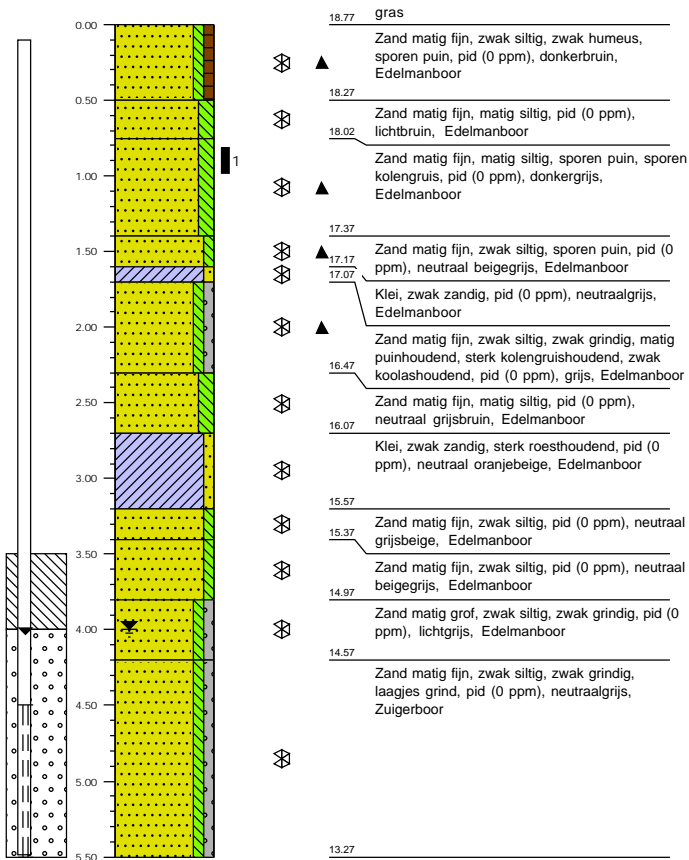 0.00
0.50
1.00
1.50
2.00
2.50
3.00
3.50
4.00
4.50
5.00
5.50
1
gras
18.77
Zand matig fijn, zwak siltig, zwak humeus,
sporen puin, pid (0 ppm), donkerbruin,
Edelmanboor
18.27
Zand matig fijn, matig siltig, pid (0 ppm),
lichtbruin, Edelmanboor
18.02
Zand matig fijn, matig siltig, sporen puin, sporen
kolengruis, pid (0 ppm), donkergrijs,
Edelmanboor
17.37
Zand matig fijn, zwak siltig, sporen puin, pid (0
ppm), neutraal beigegrijs, Edelmanboor
17.17
Klei, zwak zandig, pid (0 ppm), neutraalgrijs,
Edelmanboor
17.07
Zand matig fijn, zwak siltig, zwak grindig, matig
puinhoudend, sterk kolengruishoudend, zwak
koolashoudend, pid (0 ppm), grijs, Edelmanboor
16.47
Zand matig fijn, matig siltig, pid (0 ppm),
neutraal grijsbruin, Edelmanboor
16.07
Klei, zwak zandig, sterk roesthoudend, pid (0
ppm), neutraal oranjebeige, Edelmanboor
15.57
Zand matig fijn, zwak siltig, pid (0 ppm), neutraal
grijsbeige, Edelmanboor
15.37
Zand matig fijn, zwak siltig, pid (0 ppm), neutraal
beigegrijs, Edelmanboor
14.97
Zand matig grof, zwak siltig, zwak grindig, pid (0
ppm), lichtgrijs, Edelmanboor
14.57
Zand matig fijn, zwak siltig, zwak grindig,
laagjes grind, pid (0 ppm), neutraalgrijs,
Zuigerboor
13.27